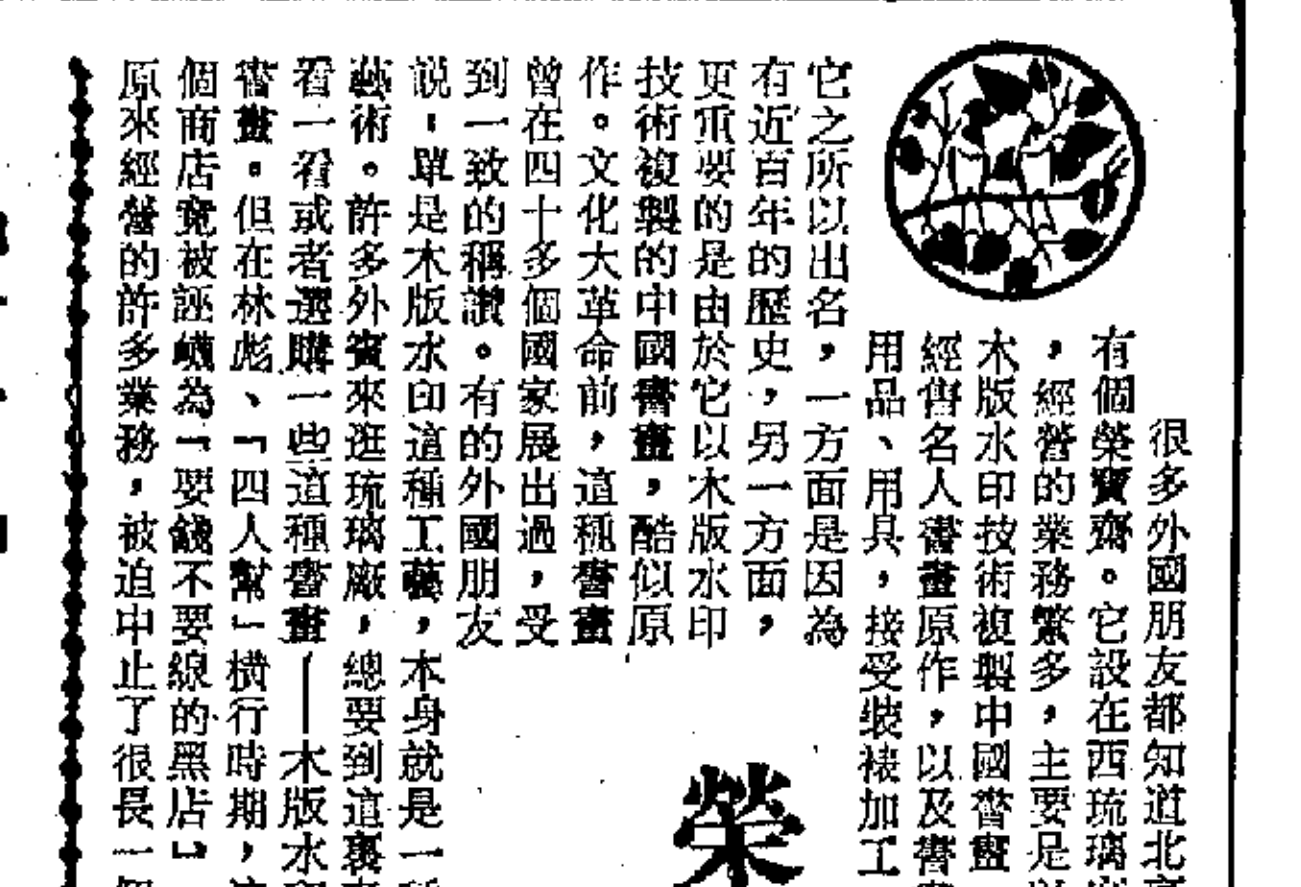 很多外國朋友都知道北京
有個榮寶齋。它設在西琉璃
，經營的業務繁多，主要是以
木版水印技術複製中國書畫
經售名人書畫原作，以及書
用品、用具，接受裝裱加工
它之所以出名，一方面是因為
有近百年的歷史，另一方面，
更重要的是由於它以木版水印
技術複製的中國書畫，酷似原
作。文化大革命前，這種書畫
曾在四十多個國家展出過，受
到一致的稱讚。有的外國朋友
說：單是木版水印這種工藝，本身就是一種
藝術。許多外賓來逛琉璃廠，總要到這裏來
看一看或者選購一些這種書畫——木版水印
書畫。但在林彪、「四人幫」橫行時期，這
個商店竟被誣衊為「要錢不要線的黑店」
原來經營的許多業務，被迫中止了很長一個
榮